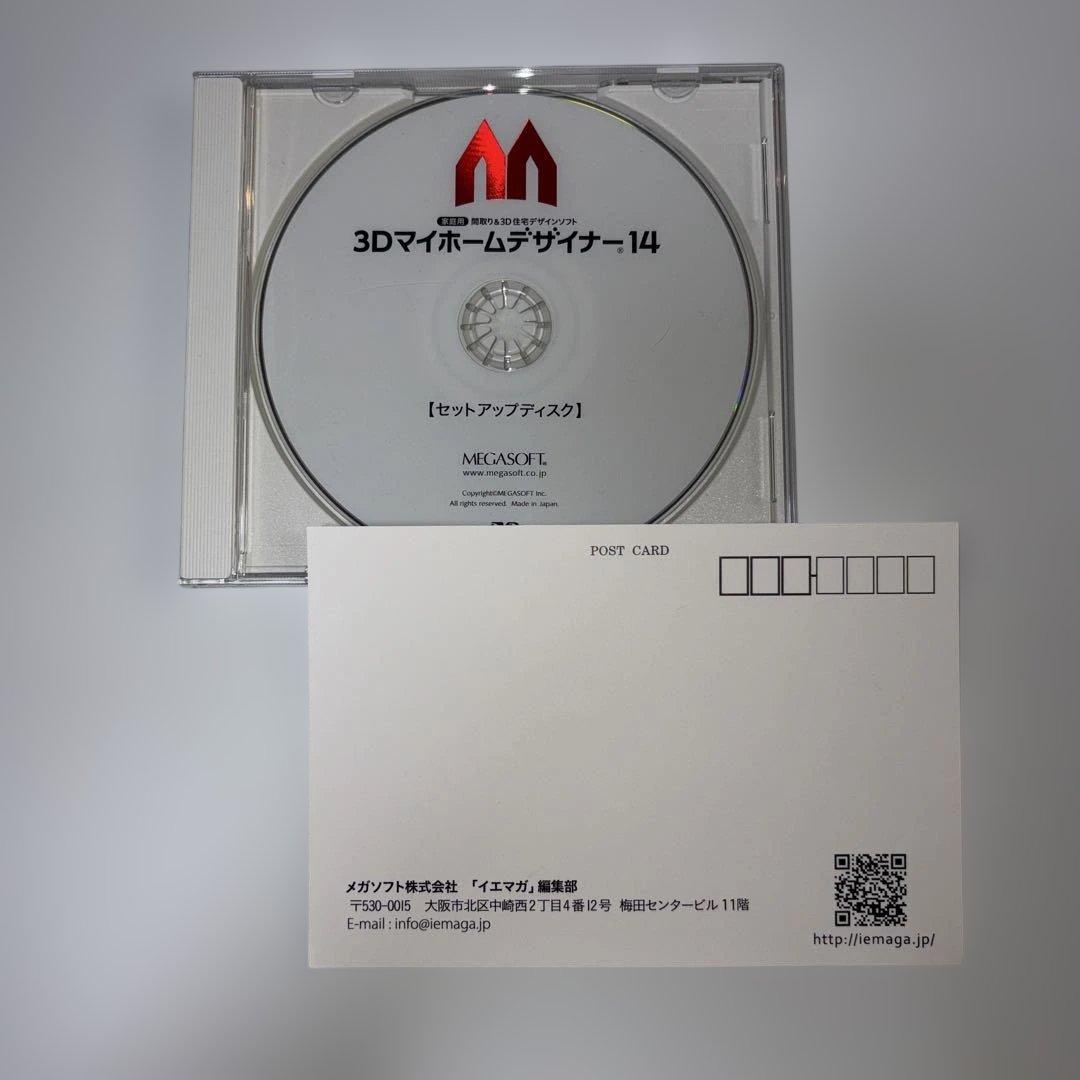 家庭用 間取り&3D住宅デザインソフト
3Dマイホームデザイナー®14
【セットアップディスク】
MEGASOFT®
www.megasoft.co.jp
Copyright©MEGASOFT Inc.
All rights reserved. Made in Japan.
POST CARD
メガソフト株式会社 「イエマガ」編集部
〒530-0015 大阪市北区中崎西2丁目4番12号 梅田センタービル 11階
E-mail : info@iemaga.jp
http://iemaga.jp/